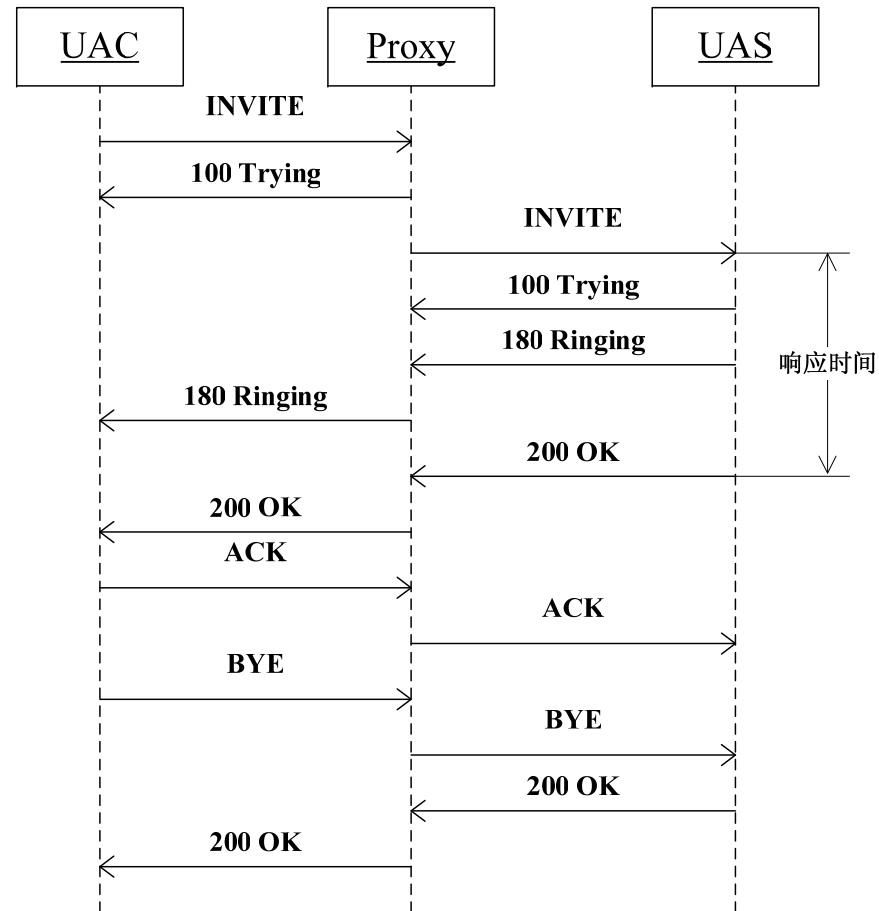 UAC
Proxy
UAS
INVITE
100 Trying
INVITE
100 Trying
180 Ringing
响应时间
180 Ringing
200 OK
200 OK
ACK
ACK
BYE
BYE
200 OK
200 OK